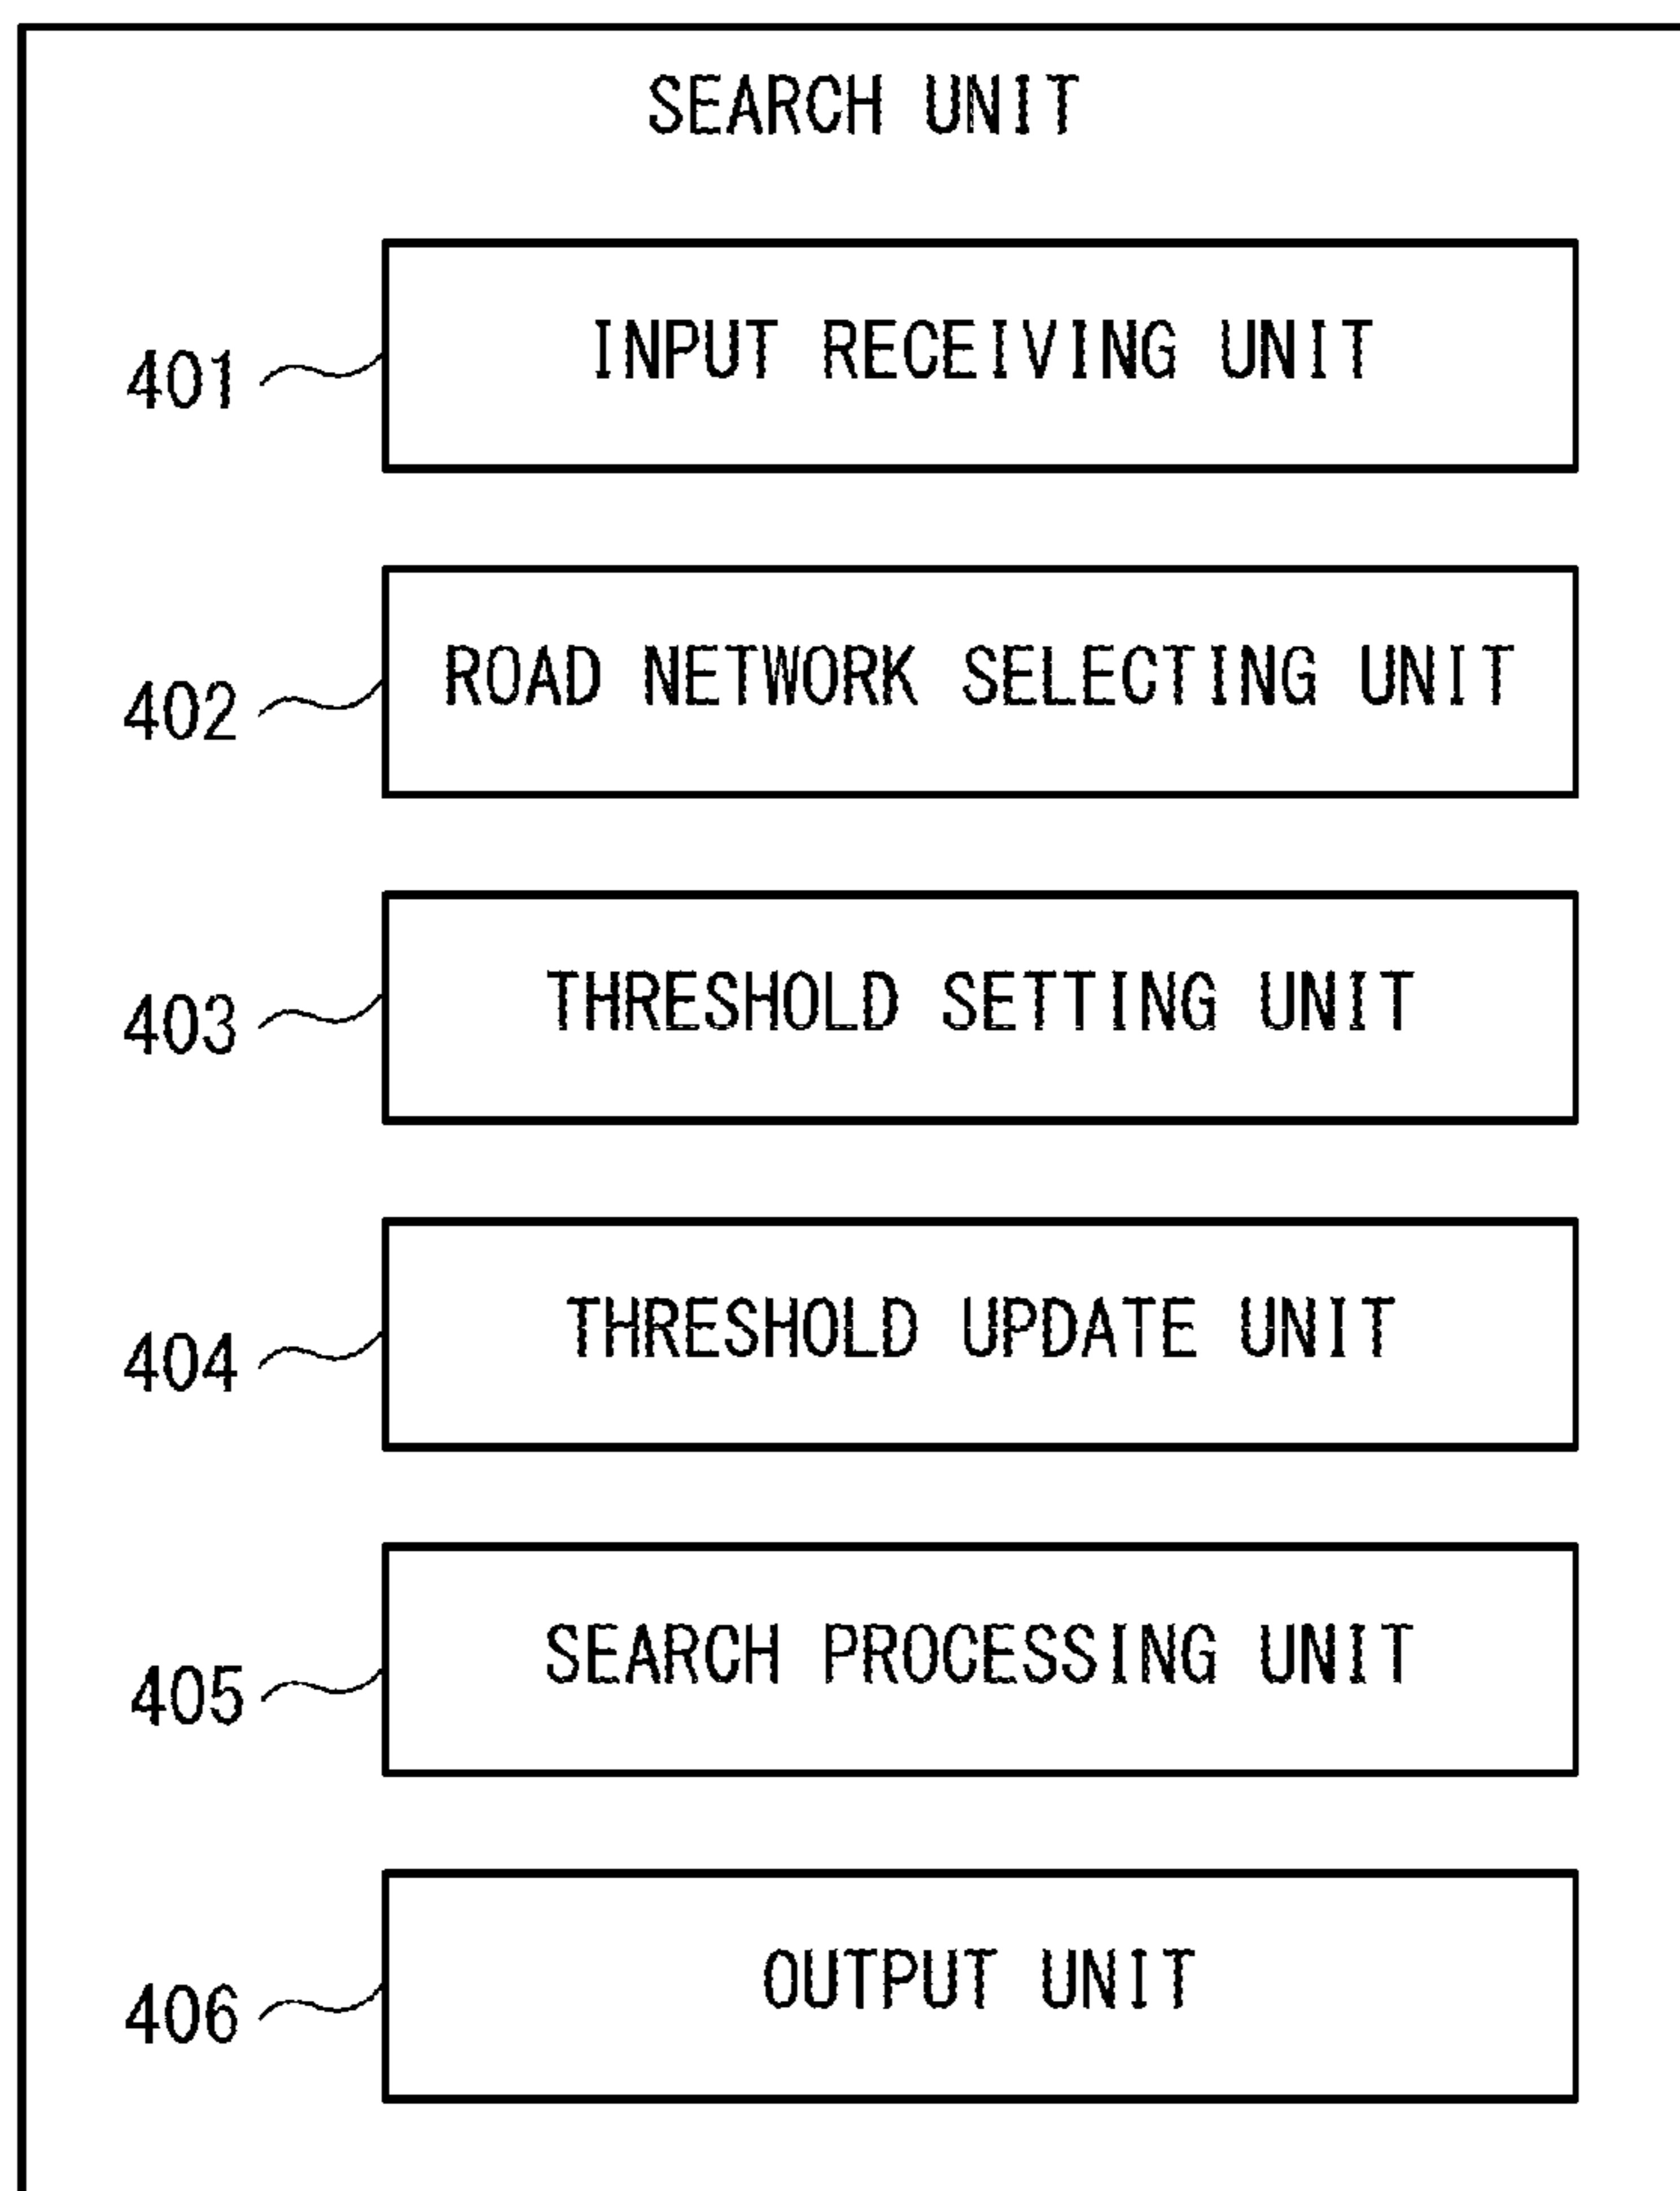 SEARCH UNIT
401 INPUT RECEIVING UNIT
402 ROAD NETWORK SELECTING UNIT
403 THRESHOLD SETTING UNIT
404 THRESHOLD UPDATE UNIT
405 SEARCH PROCESSING UNIT
406 OUTPUT UNIT